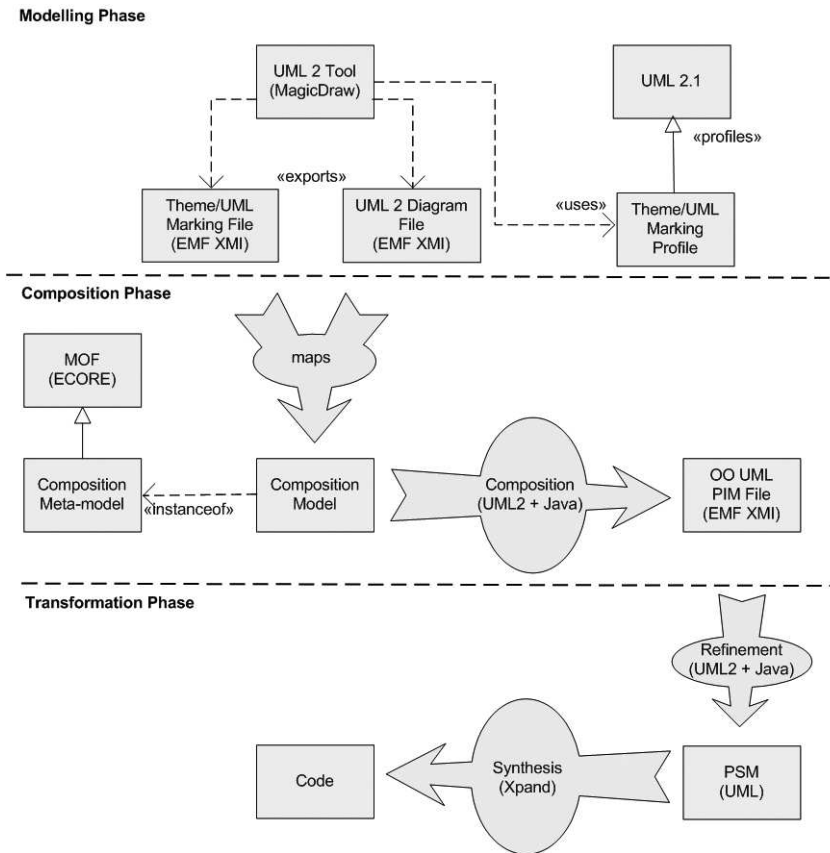 Modelling Phase
UML 2 Tool
(MagicDraw)
UML 2.1
«profiles»
«exports»
«uses»
Theme/UML
Marking File
(EMF XMI)
UML 2 Diagram
File
(EMF XMI)
Theme/UML
Marking
Profile
Composition Phase
maps
MOF
(ECORE)
Composition
Meta-model
«instanceof»
Composition
Model
Composition
(UML2 + Java)
OO UML
PIM File
(EMF XMI)
Transformation Phase
Refinement
(UML2 + Java)
Code
Synthesis
(Xpand)
PSM
(UML)